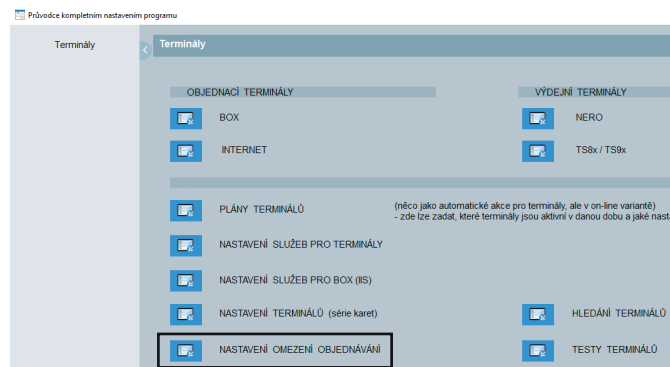 Průvodce kompletním nastavením programu
Terminály
Terminály
OBJEDNACÍ TERMINÁLY
VÝDEJNÍ TERMINÁLY
BOX
NERO
INTERNET
TS8x / TS9x
PLÁNY TERMINÁLŮ
(něco jako automatické akce pro terminály, ale v on-line variantě)
- zde lze zadat, které terminály jsou aktivní v danou dobu a jaké nast
NASTAVENÍ SLUŽEB PRO TERMINÁLY
NASTAVENÍ SLUŽEB PRO BOX (IIS)
NASTAVENÍ TERMINÁLŮ (série karet)
HLEDÁNÍ TERMINÁLŮ
NASTAVENÍ OMEZENÍ OBJEDNÁVÁNÍ
TESTY TERMINÁLŮ